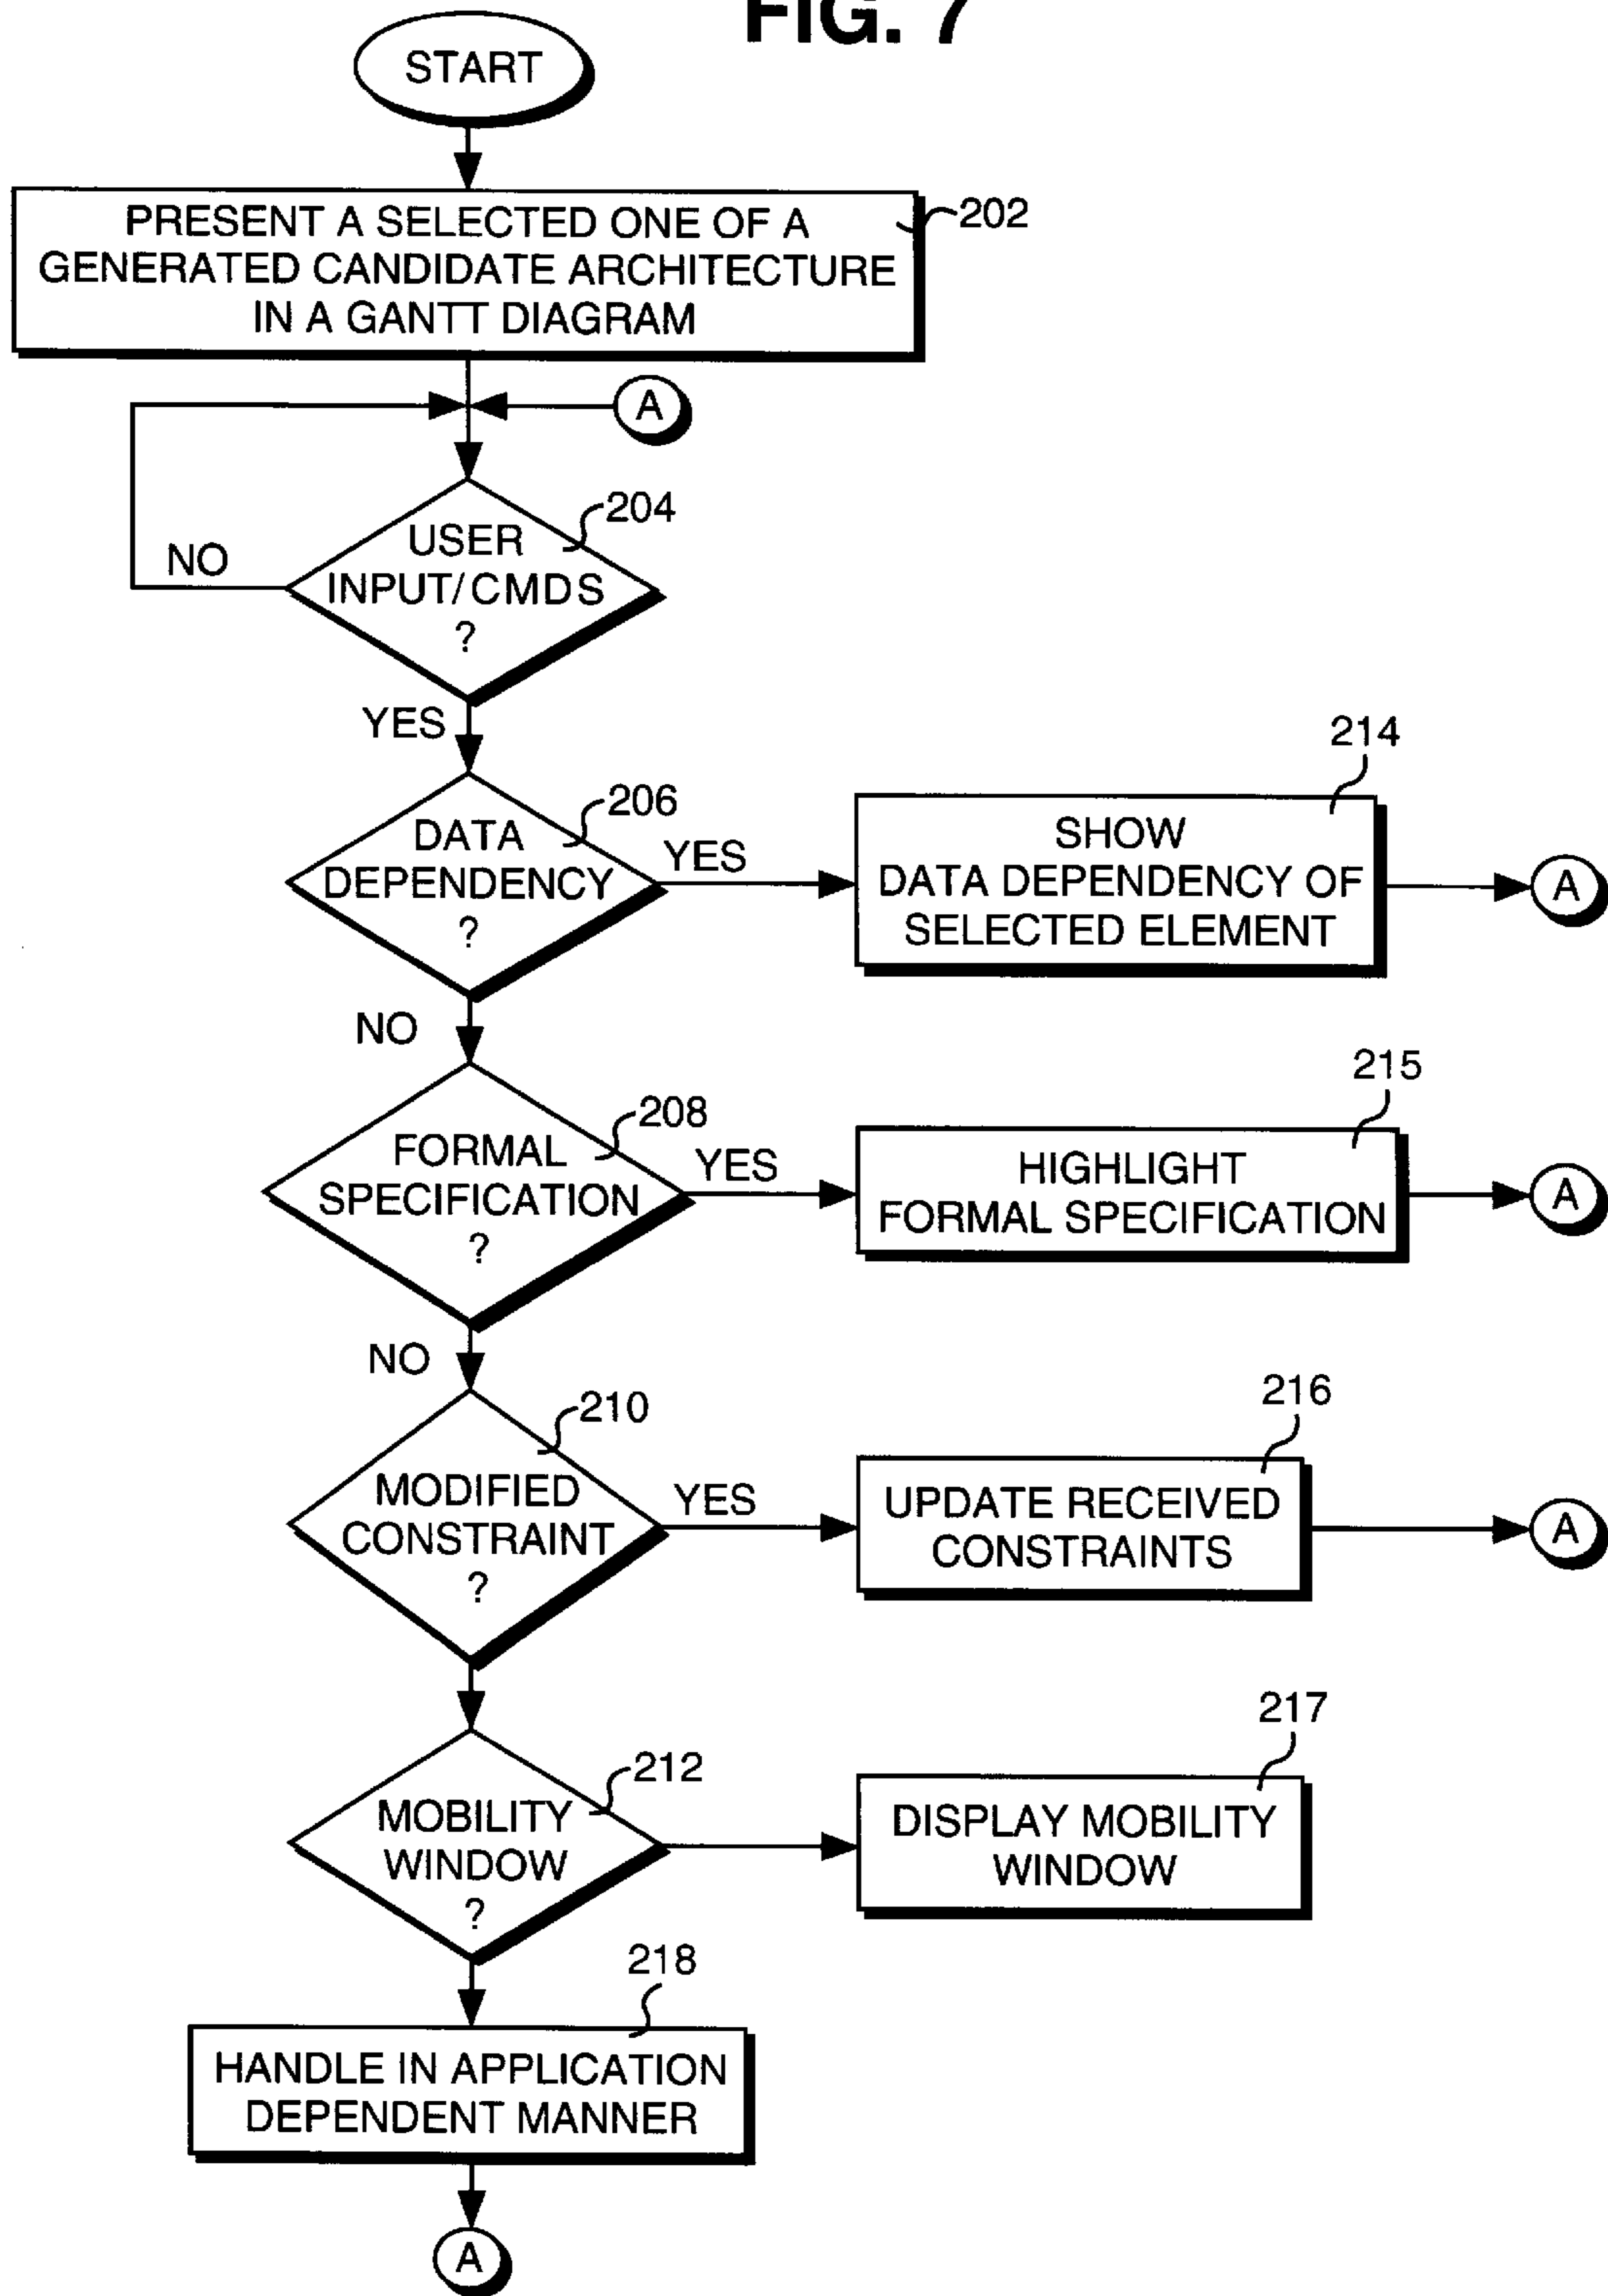 FIG. 7
START
PRESENT A SELECTED ONE OF A
GENERATED CANDIDATE ARCHITECTURE
IN A GANTT DIAGRAM
202
A
204
USER
INPUT/CMDS
?
NO
YES
206
DATA
DEPENDENCY
?
YES
214
SHOW
DATA DEPENDENCY OF
SELECTED ELEMENT
A
NO
208
FORMAL
SPECIFICATION
?
YES
215
HIGHLIGHT
FORMAL SPECIFICATION
A
NO
210
MODIFIED
CONSTRAINT
?
YES
216
UPDATE RECEIVED
CONSTRAINTS
A
212
MOBILITY
WINDOW
?
217
DISPLAY MOBILITY
WINDOW
218
HANDLE IN APPLICATION
DEPENDENT MANNER
A